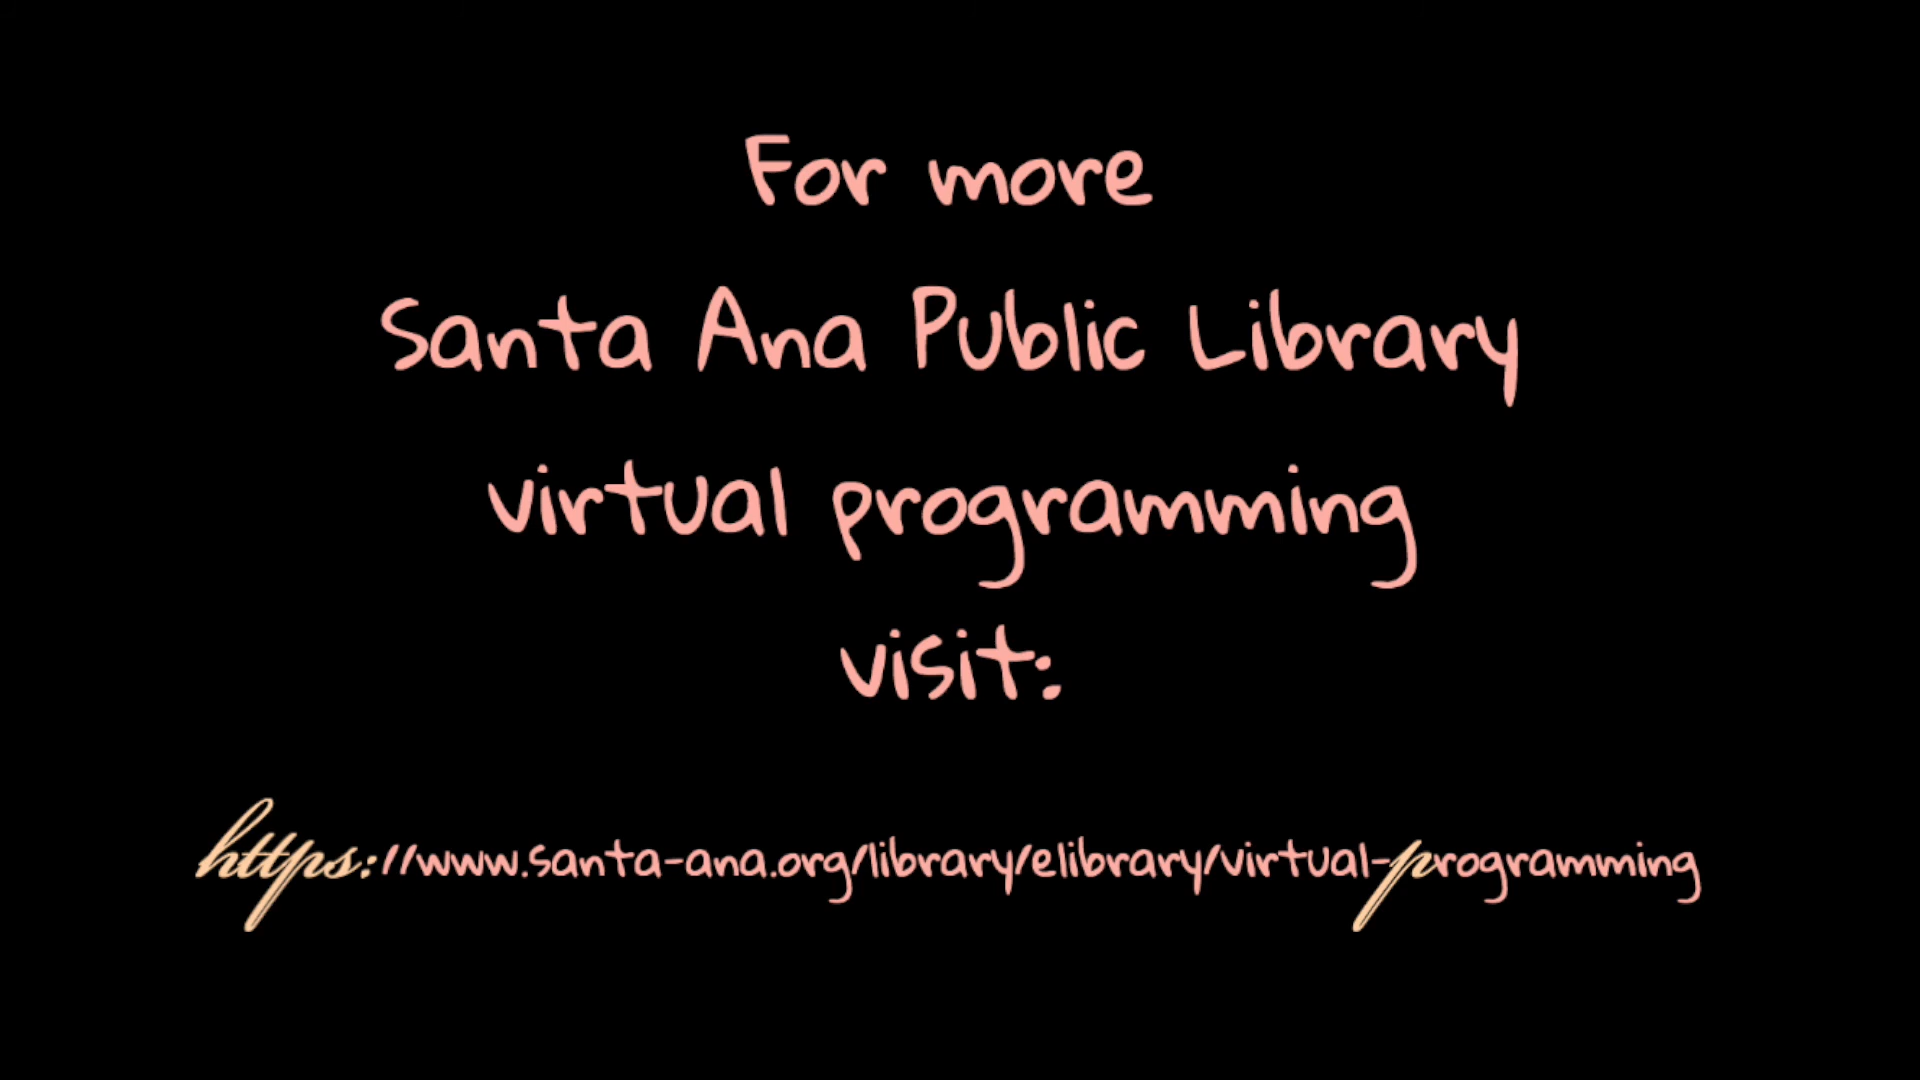 For more
Santa Ana Public Library
virtual programming
visit:
https://www.santa-ana.org/library/elibrary/virtual-programming